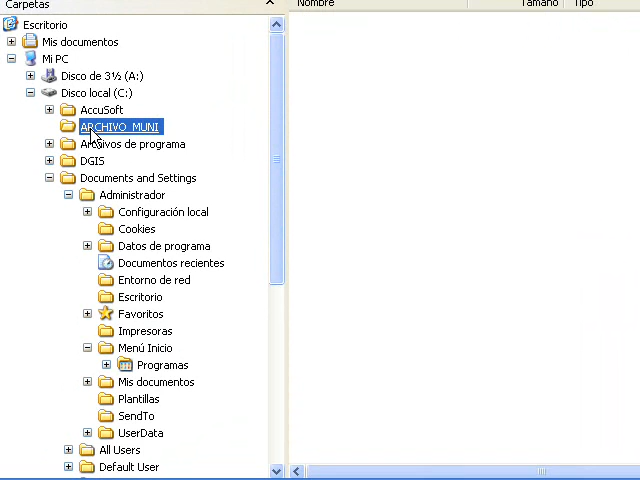 Carpetas
Nombre Tamaño Tipo
Escritorio
Mis documentos
Mi PC
Disco de 3½ (A:)
Disco local (C:)
AccuSoft
ARCHIVO_MUNI
Archivos de programa
DGIS
Documents and Settings
Administrador
Configuración local
Cookies
Datos de programa
Documentos recientes
Entorno de red
Escritorio
Favoritos
Impresoras
Menú Inicio
Programas
Mis documentos
Plantillas
SendTo
UserData
All Users
Default User